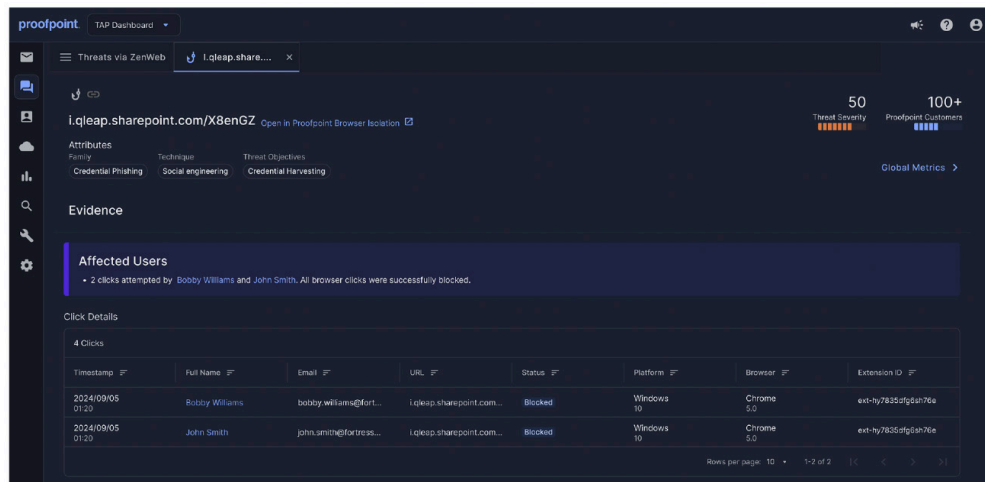 proofpoint. TAP Dashboard
Threats via ZenWeb i.qleap.share....
i.qleap.sharepoint.com/X8enGZ Open in Proofpoint Browser Isolation
50 100+
Threat Severity Proofpoint Customers
Attributes
Family Technique Threat Objectives
Credential Phishing Social engineering Credential Harvesting
Global Metrics
Evidence
Affected Users
• 2 clicks attempted by Bobby Williams and John Smith. All browser clicks were successfully blocked.
Click Details
4 Clicks
Timestamp Full Name Email URL Status Platform Browser Extension ID
2024/09/05 Bobby Williams bobby.williams@fort... i.qleap.sharepoint.com... Blocked Windows Chrome ext-hy7835dfg6sh76e
01:20 10 5.0
2024/09/05 John Smith john.smith@fortress... i.qleap.sharepoint.com... Blocked Windows Chrome ext-hy7835dfg6sh76e
01:20 10 5.0
Rows per page: 10 1-2 of 2